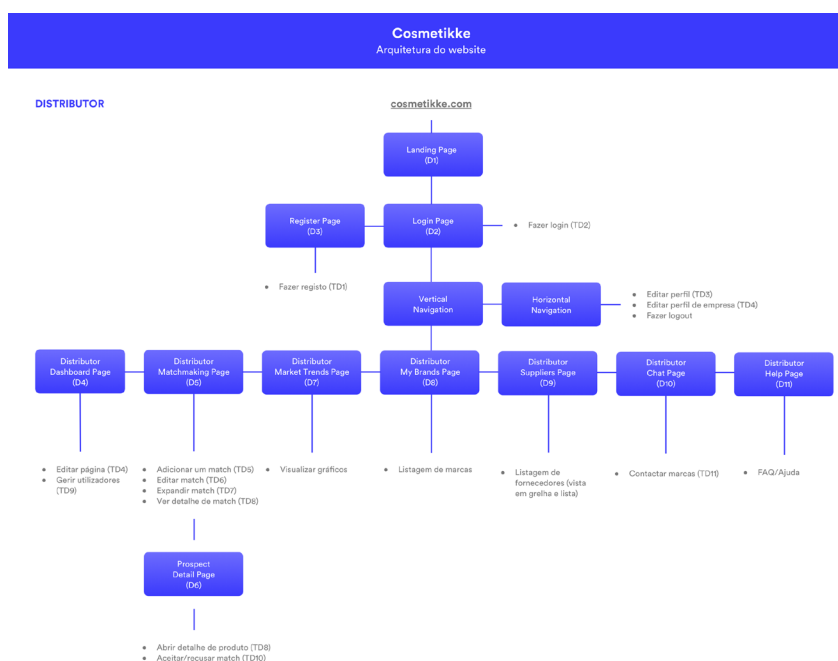 Cosmetikke
Arquitetura do website
DISTRIBUTOR
cosmetikke.com
Landing Page
(D1)
Register Page
(D3)
Login Page
(D2)
• Fazer login (TD2)
• Fazer registo (TD1)
Vertical
Navigation
Horizontal
Navigation
• Editar perfil (TD3)
• Editar perfil de empresa (TD4)
• Fazer logout
Distributor
Dashboard Page
(D4)
Distributor
Matchmaking Page
(D5)
Distributor
Market Trends Page
(D7)
Distributor
My Brands Page
(D8)
Distributor
Suppliers Page
(D9)
Distributor
Chat Page
(D10)
Distributor
Help Page
(D11)
• Editar página (TD4)
• Gerir utilizadores
(TD9)
• Adicionar um match (TD5)
• Editar match (TD6)
• Expandir match (TD7)
• Ver detalhe de match (TD8)
• Visualizar gráficos
• Listagem de marcas
• Listagem de
fornecedores (vista
em grelha e lista)
• Contactar marcas (TD11)
• FAQ/Ajuda
Prospect
Detail Page
(D6)
• Abrir detalhe de produto (TD8)
• Aceitar/recusar match (TD10)